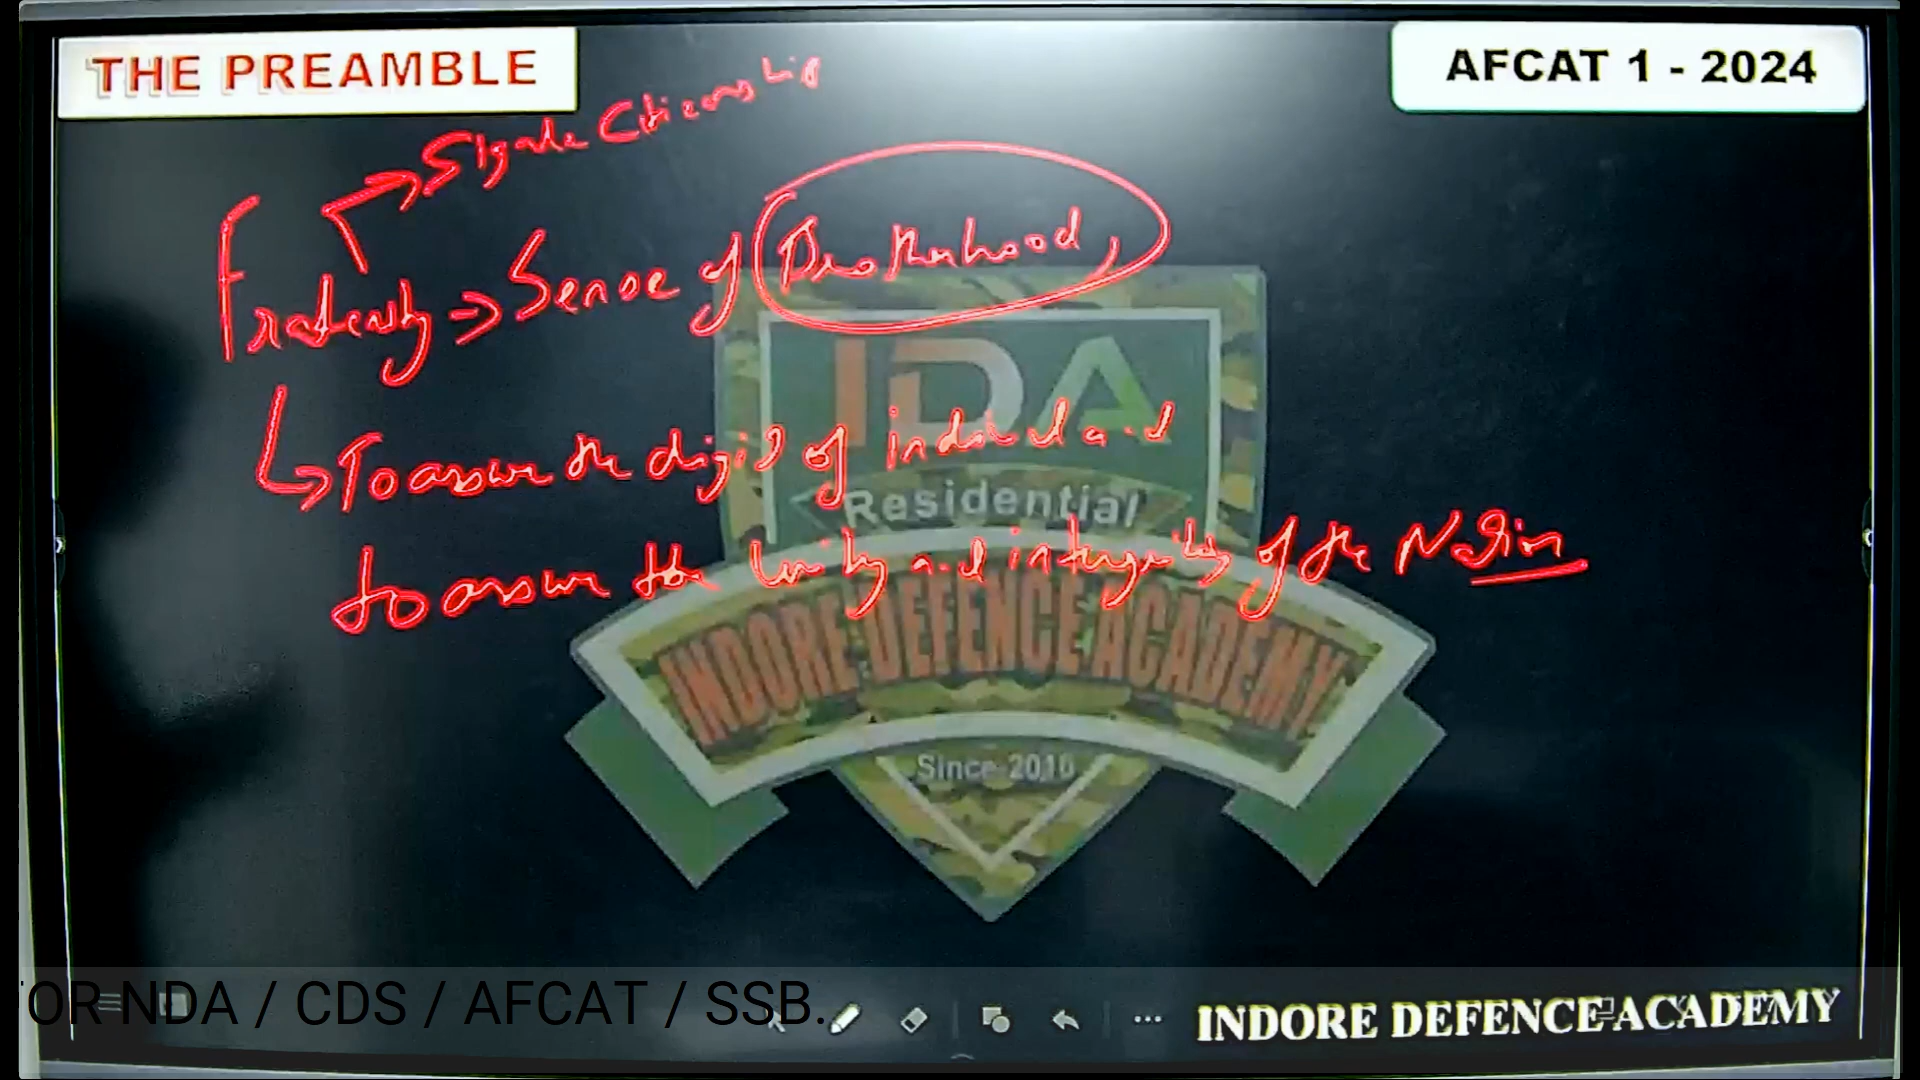 THE PREAMBLE
AFCAT 1 - 2024
Single Citizenship
Fraternity → Sense of Brotherhood,
To assure the dignity of individual and
to assure the unity and integrity of the Nation
IDA
Residential
INDORE DEFENCE ACADEMY
Since-2010
OR NDA / CDS / AFCAT / SSB.
INDORE DEFENCE ACADEMY